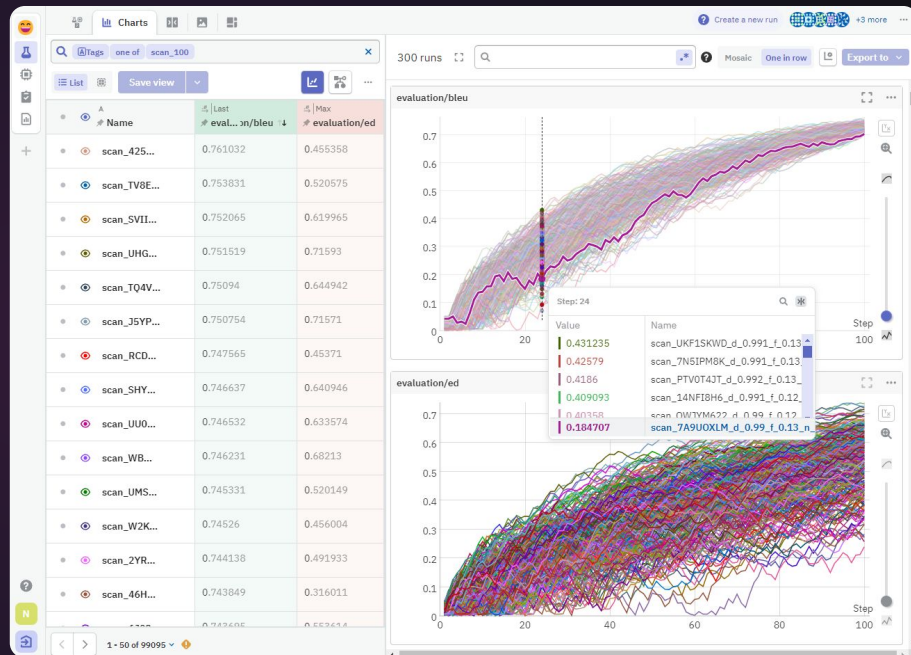 Charts
Create a new run
+3 more
Tags one of scan_100
300 runs
Mosaic
One in row
Export to
List
Save view
A
Name
Last
eval... on/bleu
Max
evaluation/ed
scan_425... 0.761032 0.455358
scan_TV8E... 0.753831 0.520575
scan_SVII... 0.752065 0.619965
scan_UHG... 0.751519 0.71593
scan_TQ4V... 0.75094 0.644942
scan_J5YP... 0.750754 0.71571
scan_RCD... 0.747565 0.45371
scan_SHY... 0.746637 0.640946
scan_UU0... 0.746532 0.633574
scan_WB... 0.746231 0.68213
scan_UMS... 0.745331 0.520149
scan_W2K... 0.74526 0.456004
scan_2YR... 0.744138 0.491933
scan_46H... 0.743849 0.316011
N
1 - 50 of 99095
evaluation/bleu
0.7
0.6
0.5
0.4
0.3
0.2
0.1
0
0 20 100
Step
Step: 24
Value Name
0.431235 scan_UKF1SKWD_d_0.991_f_0.13
0.42579 scan_7N5IPM8K_d_0.991_f_0.13_
0.4186 scan_PTV0T4JT_d_0.992_f_0.13_
0.409093 scan_14NFI8H6_d_0.991_f_0.12_
0.40358 scan_OWJYM622_d_0.99_f_0.12
0.184707 scan_7A9U0XLM_d_0.99_f_0.13_n_
evaluation/ed
0.7
0.6
0.5
0.4
0.3
0.2
0.1
0
0 20 40 60 80 100
Step